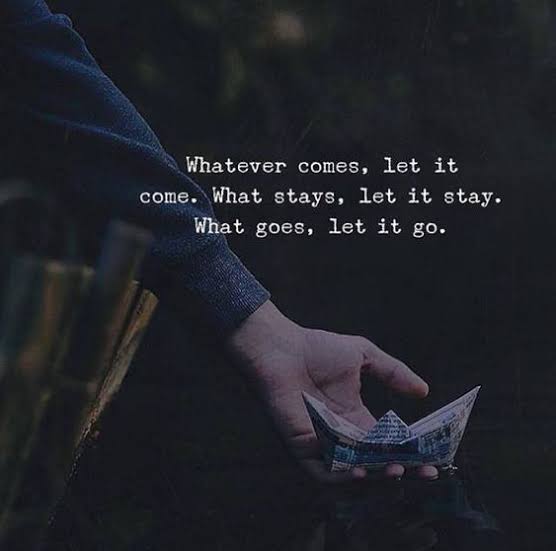 Whatever comes, let it
come. What stays, let it stay.
What goes, let it go.